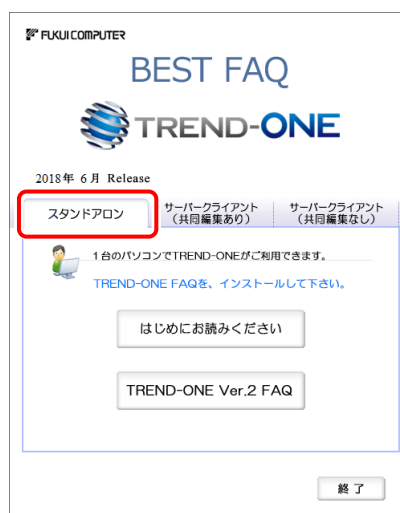 FUKUI COMPUTER
BEST FAQ
TREND-ONE
2018年 6月 Release
スタンドアロン
サーバークライアント
（共同編集あり）
サーバークライアント
（共同編集なし）
1台のパソコンでTREND-ONEがご利用できます。
TREND-ONE FAQを、インストールして下さい。
はじめにお読みください
TREND-ONE Ver.2 FAQ
終 了